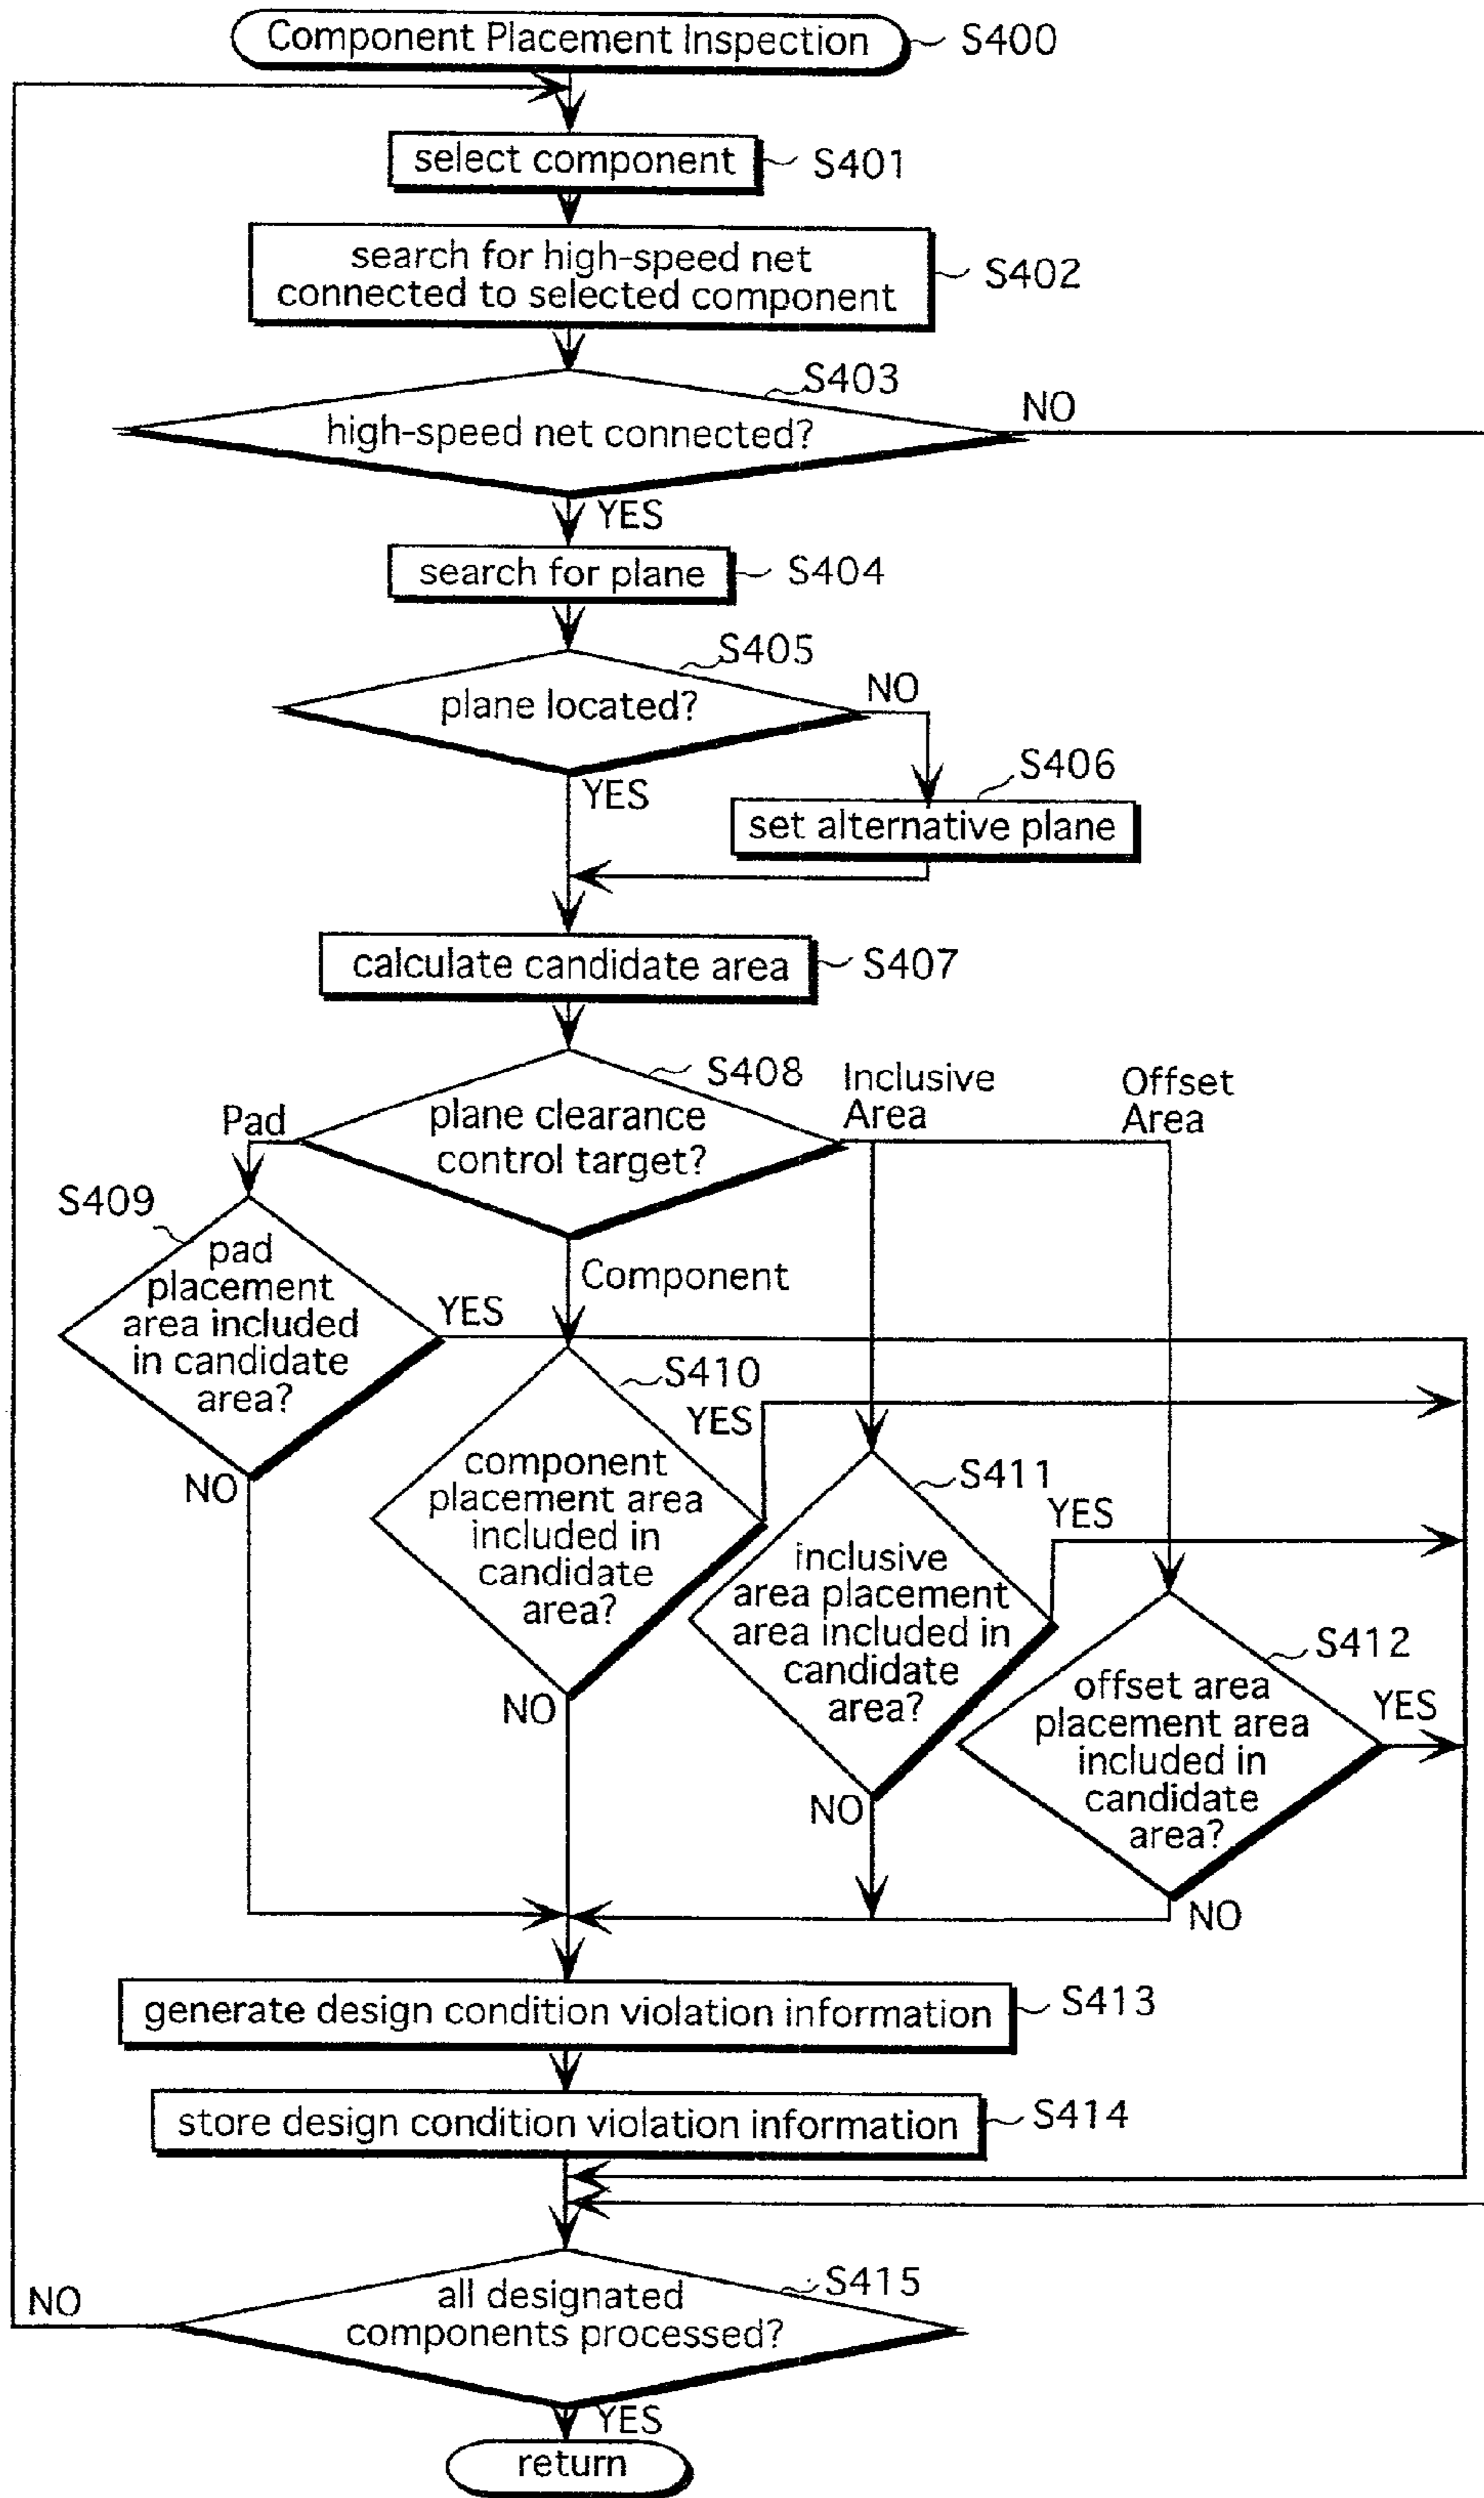 Component Placement Inspection
S400
select component
S401
search for high-speed net
connected to selected component
S402
S403
high-speed net connected?
NO
YES
search for plane
S404
S405
plane located?
NO
YES
S406
set alternative plane
calculate candidate area
S407
S408
plane clearance
control target?
Pad
Inclusive
Area
Offset
Area
Component
S409
pad
placement
area included
in candidate
area?
YES
NO
S410
YES
component
placement area
included in
candidate
area?
NO
S411
YES
inclusive
area placement
area included in
candidate
area?
NO
S412
offset area
placement area
included in
candidate
area?
YES
NO
generate design condition violation information
S413
store design condition violation information
S414
S415
all designated
components processed?
NO
YES
return